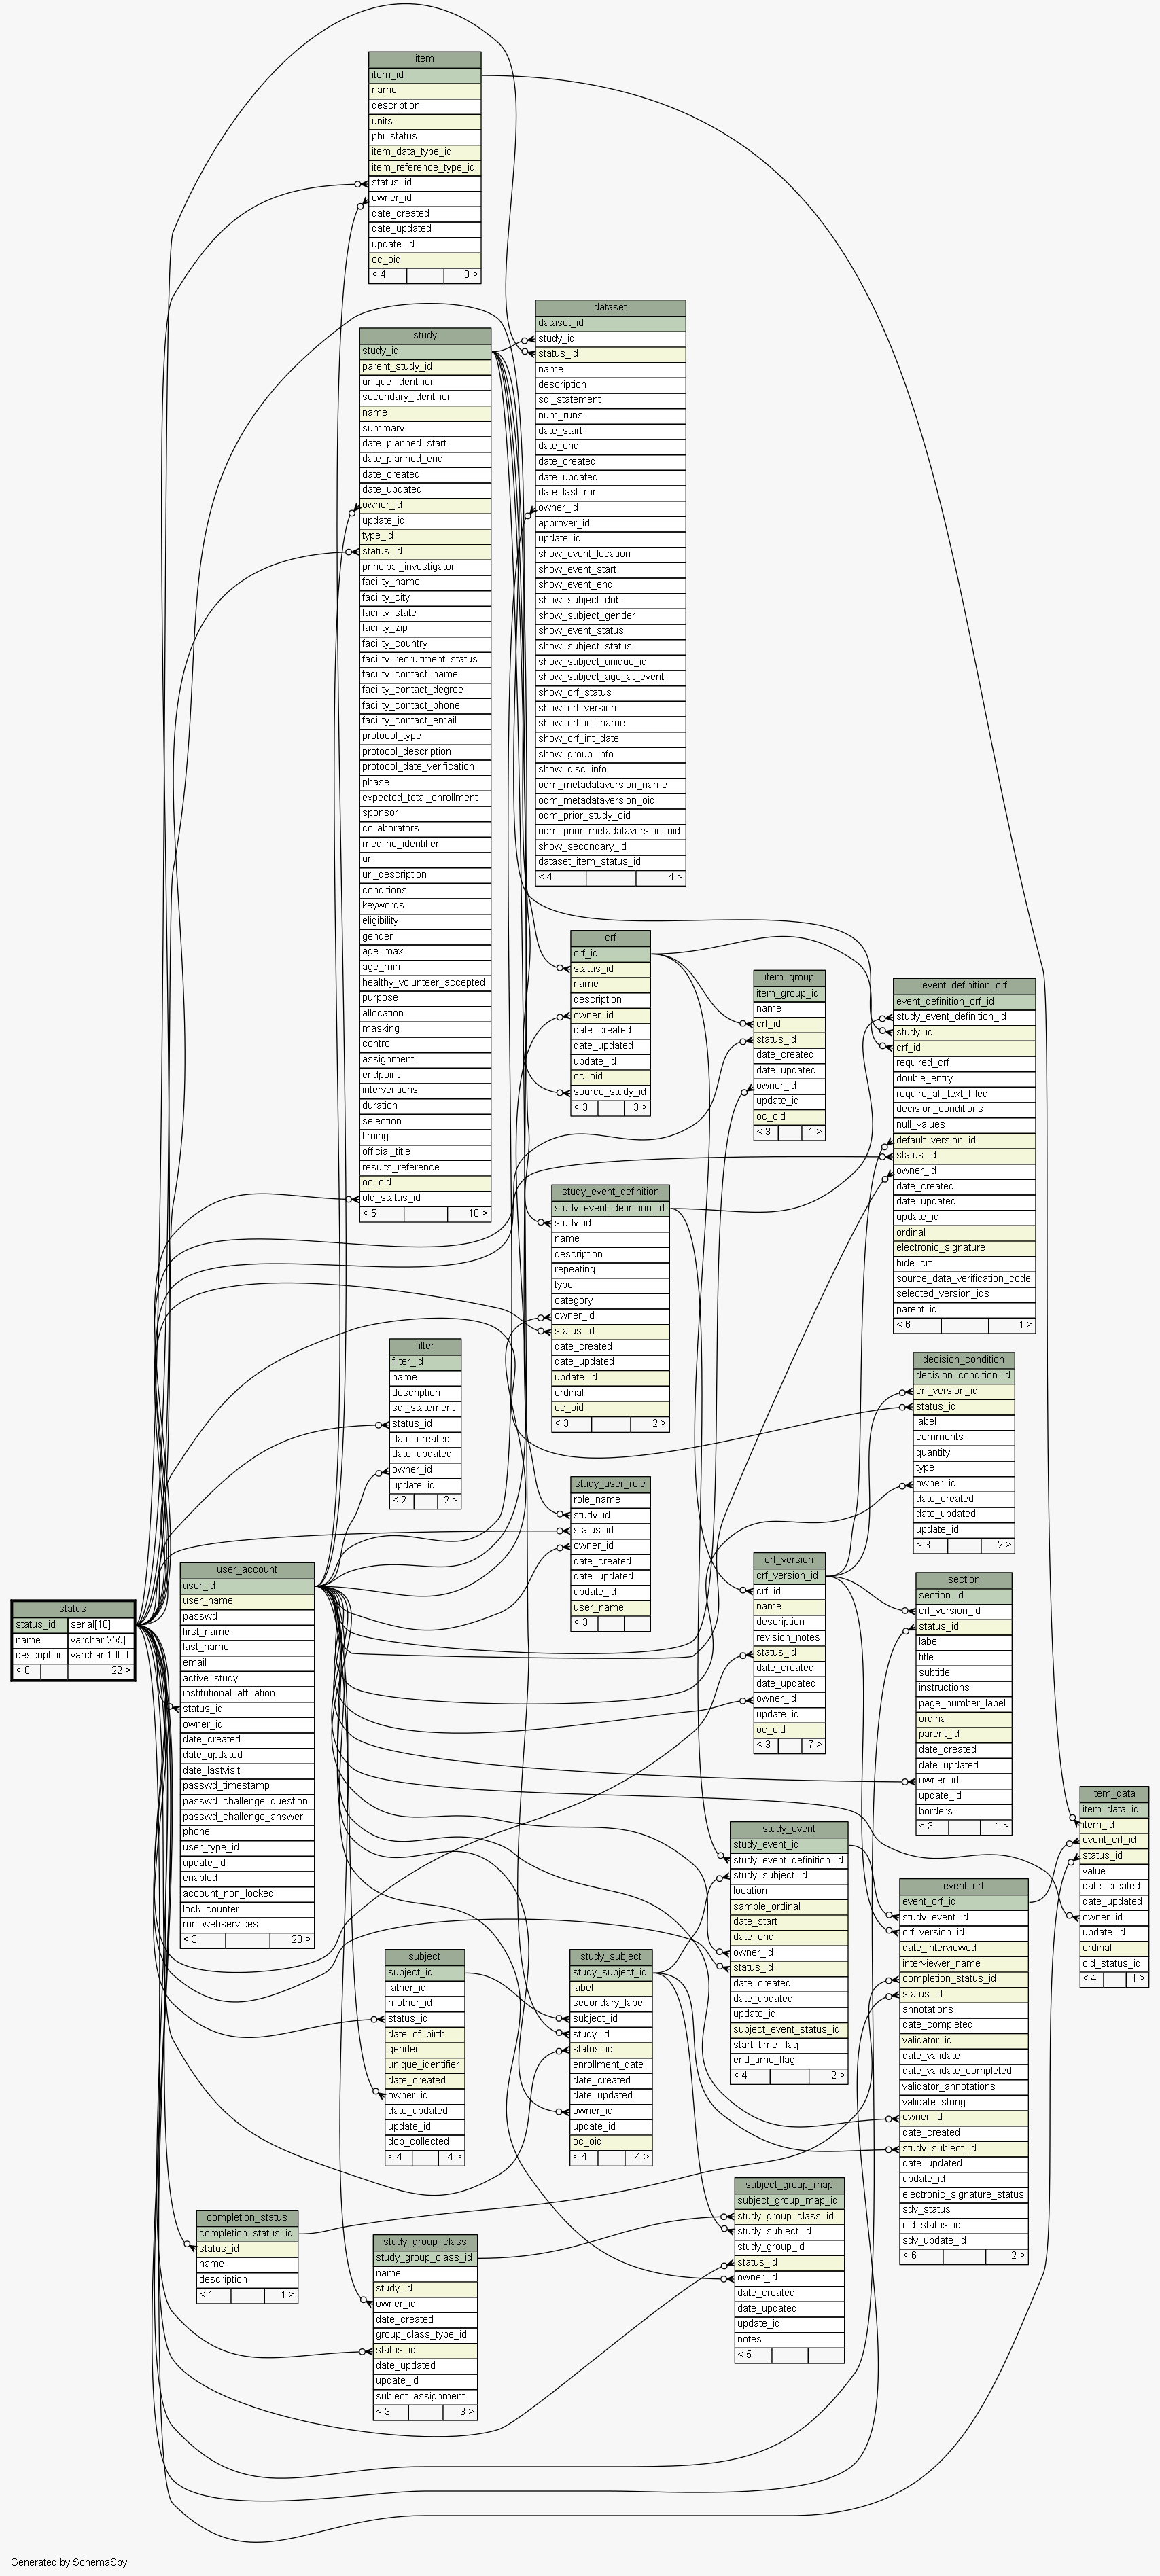 item
item_id
name
description
units
phi_status
item_data_type_id
item_reference_type_id
status_id
owner_id
date_created
date_updated
update_id
oc_oid
< 4 8 >
dataset
dataset_id
study_id
status_id
name
description
sql_statement
num_runs
date_start
date_end
date_created
date_updated
date_last_run
owner_id
approver_id
update_id
show_event_location
show_event_start
show_event_end
show_subject_dob
show_subject_gender
show_event_status
show_subject_status
show_subject_unique_id
show_subject_age_at_event
show_crf_status
show_crf_version
show_crf_int_name
show_crf_int_date
show_group_info
show_disc_info
odm_metadataversion_name
odm_metadataversion_oid
odm_prior_study_oid
odm_prior_metadataversion_oid
show_secondary_id
dataset_item_status_id
< 4 4 >
study
study_id
parent_study_id
unique_identifier
secondary_identifier
name
summary
date_planned_start
date_planned_end
date_created
date_updated
owner_id
update_id
type_id
status_id
principal_investigator
facility_name
facility_city
facility_state
facility_zip
facility_country
facility_recruitment_status
facility_contact_name
facility_contact_degree
facility_contact_phone
facility_contact_email
protocol_type
protocol_description
protocol_date_verification
phase
expected_total_enrollment
sponsor
collaborators
medline_identifier
url
url_description
conditions
keywords
eligibility
gender
age_max
age_min
healthy_volunteer_accepted
purpose
allocation
masking
control
assignment
endpoint
interventions
duration
selection
timing
official_title
results_reference
oc_oid
old_status_id
< 5 10 >
crf
crf_id
status_id
name
description
owner_id
date_created
date_updated
update_id
oc_oid
source_study_id
< 3 3 >
item_group
item_group_id
name
crf_id
status_id
date_created
date_updated
owner_id
update_id
oc_oid
< 3 1 >
event_definition_crf
event_definition_crf_id
study_event_definition_id
study_id
crf_id
required_crf
double_entry
require_all_text_filled
decision_conditions
null_values
default_version_id
status_id
owner_id
date_created
date_updated
update_id
ordinal
electronic_signature
hide_crf
source_data_verification_code
selected_version_ids
parent_id
< 6 1 >
study_event_definition
study_event_definition_id
study_id
name
description
repeating
type
category
owner_id
status_id
date_created
date_updated
update_id
ordinal
oc_oid
< 3 2 >
filter
filter_id
name
description
sql_statement
status_id
date_created
date_updated
owner_id
update_id
< 2 2 >
decision_condition
decision_condition_id
crf_version_id
status_id
label
comments
quantity
type
owner_id
date_created
date_updated
update_id
< 3 2 >
study_user_role
role_name
study_id
status_id
owner_id
date_created
date_updated
update_id
user_name
< 3
crf_version
crf_version_id
crf_id
name
description
revision_notes
status_id
date_created
date_updated
owner_id
update_id
oc_oid
< 3 7 >
section
section_id
crf_version_id
status_id
label
title
subtitle
instructions
page_number_label
ordinal
parent_id
date_created
date_updated
owner_id
update_id
borders
< 3 1 >
user_account
user_id
user_name
passwd
first_name
last_name
email
active_study
institutional_affiliation
status_id
owner_id
date_created
date_updated
date_lastvisit
passwd_timestamp
passwd_challenge_question
passwd_challenge_answer
phone
user_type_id
update_id
enabled
account_non_locked
lock_counter
run_webservices
< 3 23 >
status
status_id serial[10]
name varchar[255]
description varchar[1000]
< 0 22 >
item_data
item_data_id
item_id
event_crf_id
status_id
value
date_created
date_updated
owner_id
update_id
ordinal
old_status_id
< 4 1 >
study_event
study_event_id
study_event_definition_id
study_subject_id
location
sample_ordinal
date_start
date_end
owner_id
status_id
date_created
date_updated
update_id
subject_event_status_id
start_time_flag
end_time_flag
< 4 2 >
event_crf
event_crf_id
study_event_id
crf_version_id
date_interviewed
interviewer_name
completion_status_id
status_id
annotations
date_completed
validator_id
date_validate
date_validate_completed
validator_annotations
validate_string
owner_id
date_created
study_subject_id
date_updated
update_id
electronic_signature_status
sdv_status
old_status_id
sdv_update_id
< 6 2 >
subject
subject_id
father_id
mother_id
status_id
date_of_birth
gender
unique_identifier
date_created
owner_id
date_updated
update_id
dob_collected
< 4 4 >
study_subject
study_subject_id
label
secondary_label
subject_id
study_id
status_id
enrollment_date
date_created
date_updated
owner_id
update_id
oc_oid
< 4 4 >
subject_group_map
subject_group_map_id
study_group_class_id
study_subject_id
study_group_id
status_id
owner_id
date_created
date_updated
update_id
notes
< 5
completion_status
completion_status_id
status_id
name
description
< 1 1 >
study_group_class
study_group_class_id
name
study_id
owner_id
date_created
group_class_type_id
status_id
date_updated
update_id
subject_assignment
< 3 3 >
Generated by SchemaSpy